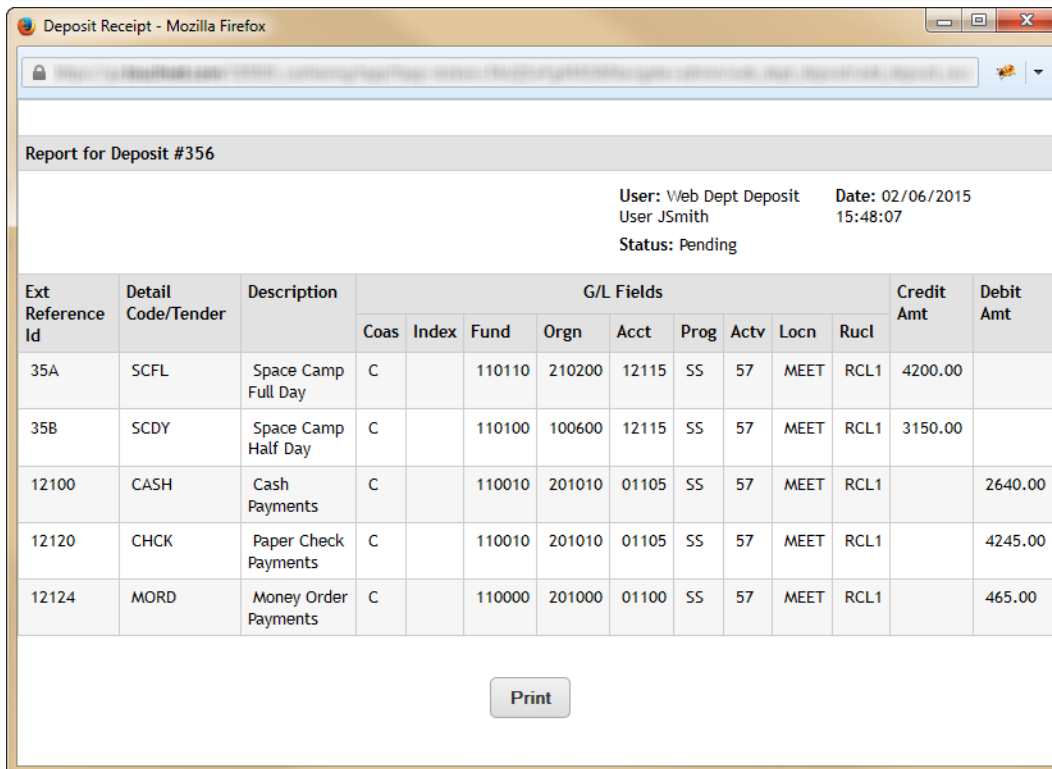 Deposit Receipt - Mozilla Firefox
Report for Deposit #356
User: Web Dept Deposit
User JSmith
Date: 02/06/2015
15:48:07
Status: Pending
Ext
Reference
Id
Detail
Code/Tender
Description
G/L Fields
Credit
Amt
Debit
Amt
Coas Index Fund Orgn Acct Prog Actv Locn Rucl
35A SCFL Space Camp C 110110 210200 12115 SS 57 MEET RCL1 4200.00
Full Day
35B SCDY Space Camp C 110100 100600 12115 SS 57 MEET RCL1 3150.00
Half Day
12100 CASH Cash C 110010 201010 01105 SS 57 MEET RCL1 2640.00
Payments
12120 CHCK Paper Check C 110010 201010 01105 SS 57 MEET RCL1 4245.00
Payments
12124 MORD Money Order C 110000 201000 01100 SS 57 MEET RCL1 465.00
Payments
Print